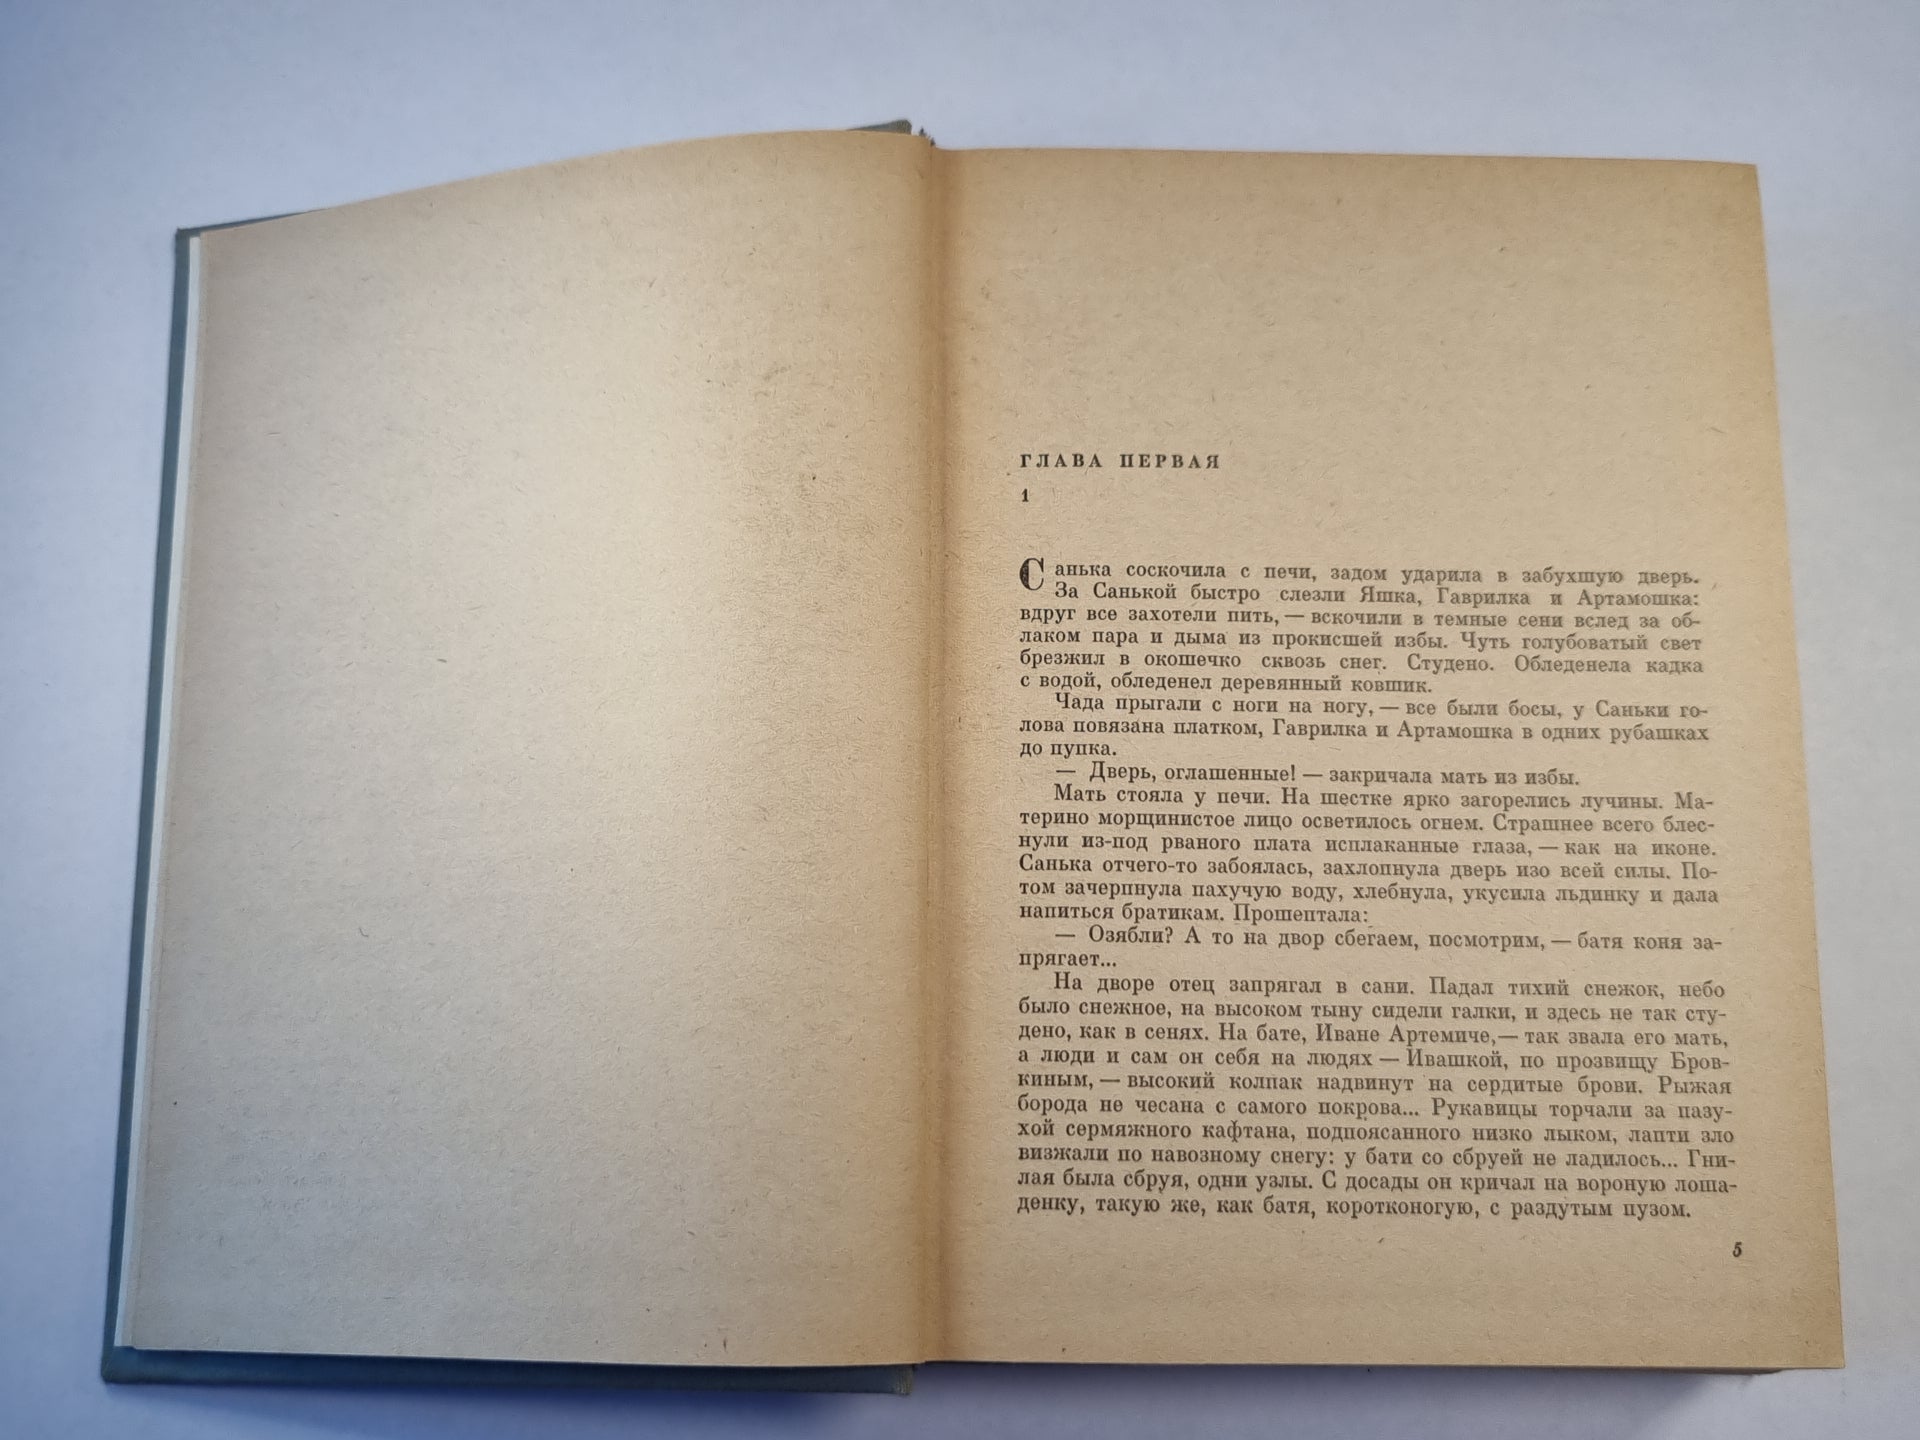 ГЛАВА ПЕРВАЯ
1
Санька соскочила с печи, задом ударила в забухшую дверь.
За Санькой быстро слезли Яшка, Гаврилка и Артамошка:
вдруг все захотели пить, — вскочили в темные сени вслед за об-
лаком пара и дыма из прокисшей избы. Чуть голубоватый свет
брезжил в окошечко сквозь снег. Студено. Обледенела кадка
с водой, обледенел деревянный ковшик.
Чада прыгали с ноги на ногу, — все были босы, у Саньки го-
лова повязана платком, Гаврилка и Артамошка в одних рубашках
до пупка.
— Дверь, оглашенные! — закричала мать из избы.
Мать стояла у печи. На шестке ярко загорелись лучины. Ма-
терино морщинистое лицо осветилось огнем. Страшнее всего блес-
нули из-под рваного плата исплаканные глаза, — как на иконе.
Санька отчего-то забоялась, захлопнула дверь изо всей силы. По-
том зачерпнула пахучую воду, хлебнула, укусила льдинку и дала
напиться братикам. Прошептала:
— Озябли? А то на двор сбегаем, посмотрим, — батя коня за-
прягает...
На дворе отец запрягал в сани. Падал тихий снежок, небо
было снежное, на высоком тыну сидели галки, и здесь не так сту-
дено, как в сенях. На бате, Иване Артемиче, — так звала его мать,
а люди и сам он себя на людях — Ивашкой, по прозвищу Бров-
киным, — высокий колпак надвинут на сердитые брови. Рыжая
борода не чесана с самого покрова... Рукавицы торчали за пазу-
хой сермяжного кафтана, подпоясанного низко лыком, лапти зло
визжали по навозному снегу: у бати со сбруей не ладилось... Гни-
лая была сбруя, одни узлы. С досады он кричал на вороную лоша-
денку, такую же, как батя, коротконогую, с раздутым пузом.
5